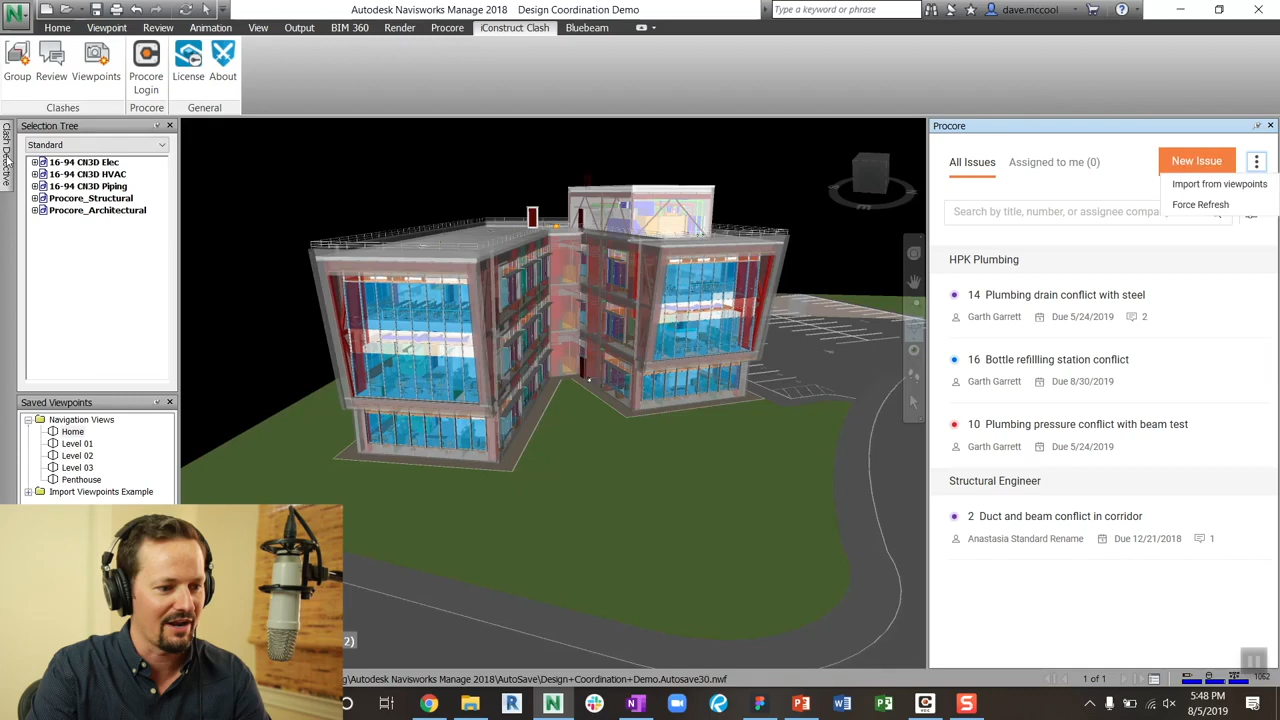 Autodesk Navisworks Manage 2018 Design Coordination Demo
Type a keyword or phrase
dave.mccool
Home Viewpoint Review Animation View Output BIM 360 Render Procore iConstruct Clash Bluebeam
Group Review Viewpoints Procore Login License About
Clashes Procore General
Clash Detective
Selection Tree
Standard
16-94 CN3D Elec
16-94 CN3D HVAC
16-94 CN3D Piping
Procore_Structural
Procore_Architectural
Saved Viewpoints
Navigation Views
Home
Level 01
Level 02
Level 03
Penthouse
Import Viewpoints Example
Procore
All Issues Assigned to me (0) New Issue
Import from viewpoints
Force Refresh
Search by title, number, or assignee compa
HPK Plumbing
14 Plumbing drain conflict with steel
Garth Garrett Due 5/24/2019 2
16 Bottle refillling station conflict
Garth Garrett Due 8/30/2019
10 Plumbing pressure conflict with beam test
Garth Garrett Due 5/24/2019
Structural Engineer
2 Duct and beam conflict in corridor
Anastasia Standard Rename Due 12/21/2018 1
2)
Autodesk Navisworks Manage 2018\AutoSave\Design+Coordination+Demo.Autosave30.nwf
1 of 1
1062
5:48 PM
8/5/2019